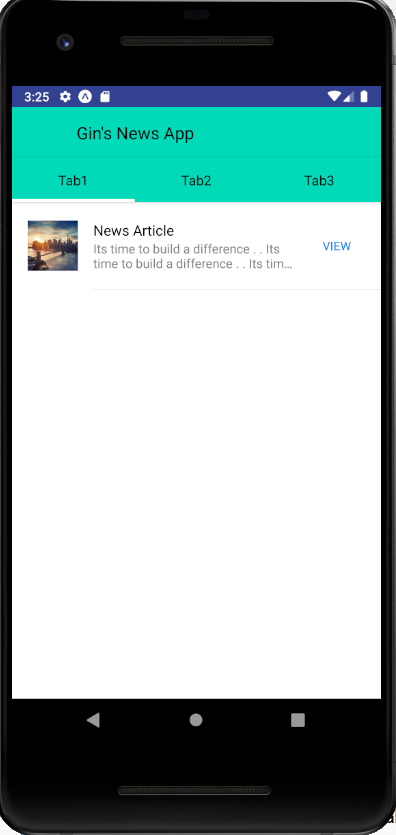 3:25
Gin's News App
Tab1 Tab2 Tab3
News Article
Its time to build a difference . . Its
time to build a difference . . Its tim...
VIEW